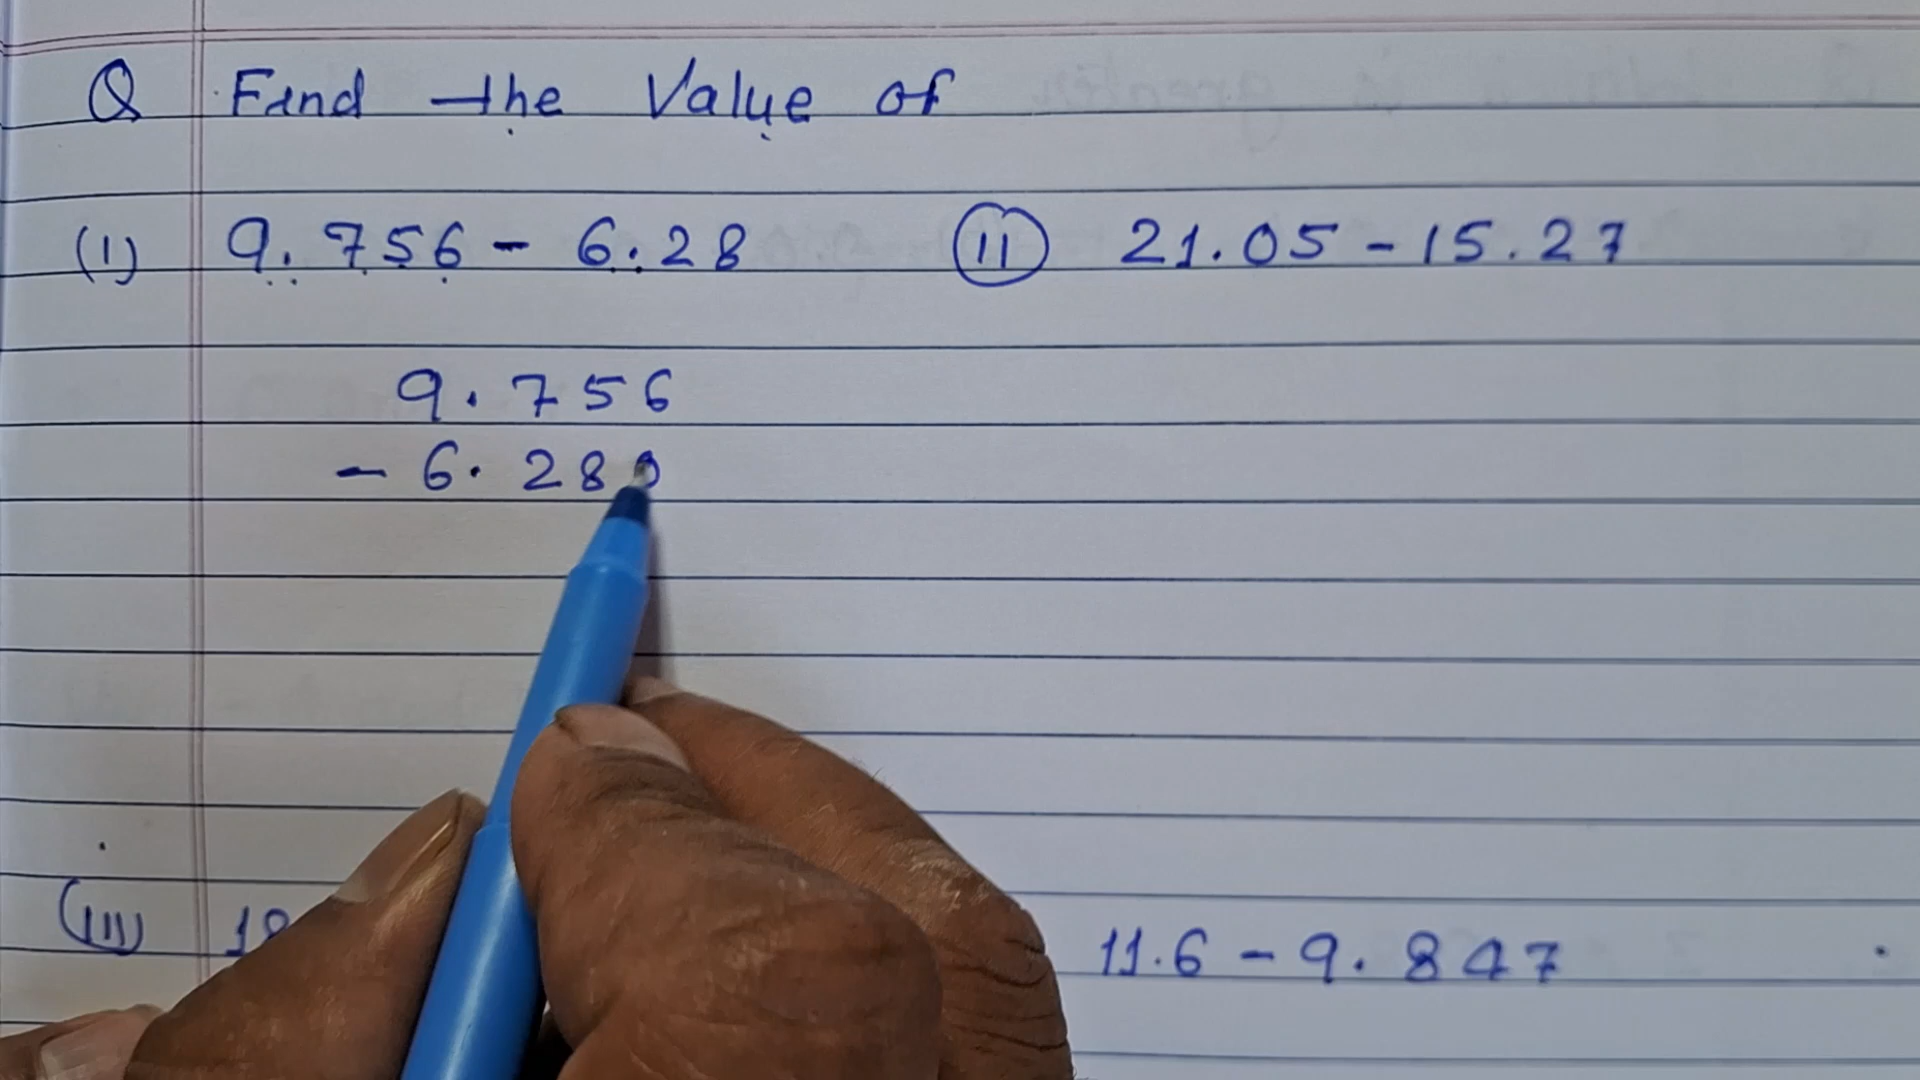 Q Find the Value of
(I) 9.756 - 6.28 (II) 21.05 - 15.27
9.756
- 6.280
(III) 11.6 - 9.847